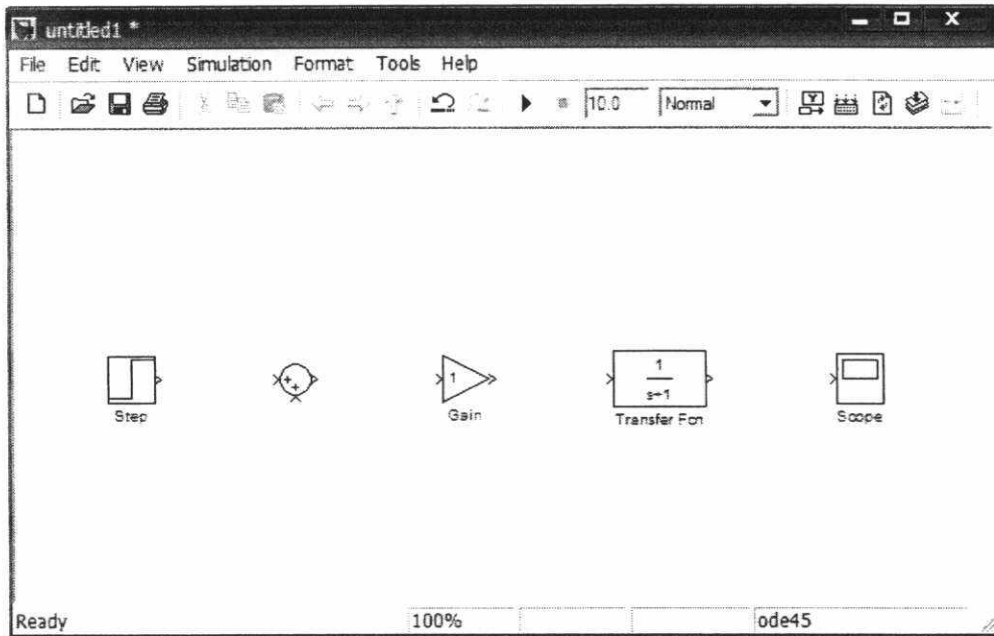 untitled1 *
File Edit View Simulation Format Tools Help
10.0 Normal
1
1
s+1
Step
Gain
Transfer Fcn
Scope
Ready 100% ode45